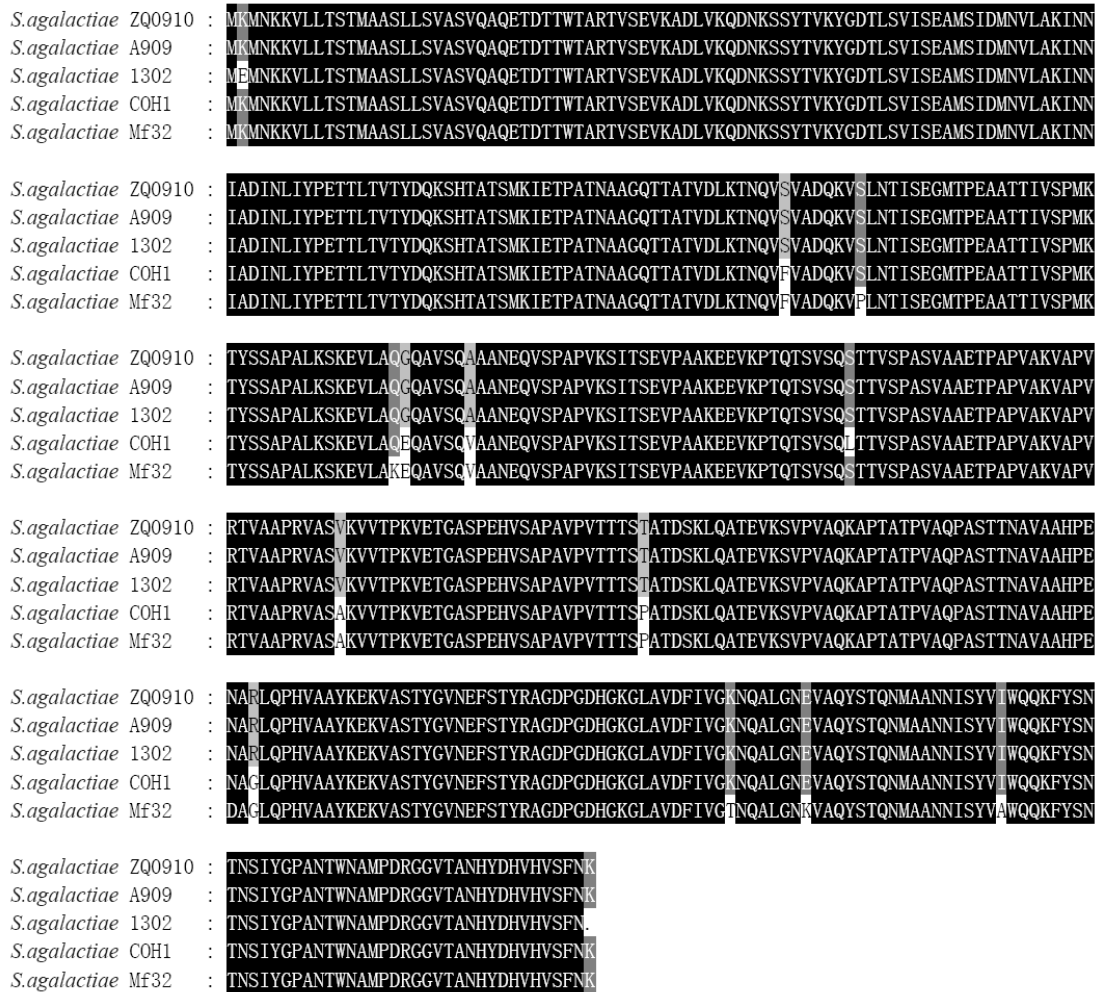 S.agalactiae ZQ0910 : MKMNKKVLLTSTMAASLLSVASVQAQETDTTWTARTVSEVKADLVKQDNKSSYTVKYGDTLSVISEAMSIDMNVLAKINN
S.agalactiae A909 : MKMNKKVLLTSTMAASLLSVASVQAQETDTTWTARTVSEVKADLVKQDNKSSYTVKYGDTLSVISEAMSIDMNVLAKINN
S.agalactiae 1302 : MEMNKKVLLTSTMAASLLSVASVQAQETDTTWTARTVSEVKADLVKQDNKSSYTVKYGDTLSVISEAMSIDMNVLAKINN
S.agalactiae COH1 : MKMNKKVLLTSTMAASLLSVASVQAQETDTTWTARTVSEVKADLVKQDNKSSYTVKYGDTLSVISEAMSIDMNVLAKINN
S.agalactiae Mf32 : MKMNKKVLLTSTMAASLLSVASVQAQETDTTWTARTVSEVKADLVKQDNKSSYTVKYGDTLSVISEAMSIDMNVLAKINN
S.agalactiae ZQ0910 : IADINLIYPETTLTVTYDQKSHTATSMKIETPATNAAGQTTATVDLKTNQVSVADQKVSLNTISEGMTPEAATTIVSPMK
S.agalactiae A909 : IADINLIYPETTLTVTYDQKSHTATSMKIETPATNAAGQTTATVDLKTNQVSVADQKVSLNTISEGMTPEAATTIVSPMK
S.agalactiae 1302 : IADINLIYPETTLTVTYDQKSHTATSMKIETPATNAAGQTTATVDLKTNQVSVADQKVSLNTISEGMTPEAATTIVSPMK
S.agalactiae COH1 : IADINLIYPETTLTVTYDQKSHTATSMKIETPATNAAGQTTATVDLKTNQVFVADQKVSLNTISEGMTPEAATTIVSPMK
S.agalactiae Mf32 : IADINLIYPETTLTVTYDQKSHTATSMKIETPATNAAGQTTATVDLKTNQVFVADQKVPLNTISEGMTPEAATTIVSPMK
S.agalactiae ZQ0910 : TYSSAPALKSKEVLAQGQAVSQAAANEQVSPAPVKSITSEVPAAKEEVKPTQTSVSQSTTVSPASVAAETPAPVAKVAPV
S.agalactiae A909 : TYSSAPALKSKEVLAQGQAVSQAAANEQVSPAPVKSITSEVPAAKEEVKPTQTSVSQSTTVSPASVAAETPAPVAKVAPV
S.agalactiae 1302 : TYSSAPALKSKEVLAQGQAVSQAAANEQVSPAPVKSITSEVPAAKEEVKPTQTSVSQSTTVSPASVAAETPAPVAKVAPV
S.agalactiae COH1 : TYSSAPALKSKEVLAQEQAVSQVAANEQVSPAPVKSITSEVPAAKEEVKPTQTSVSQLTTVSPASVAAETPAPVAKVAPV
S.agalactiae Mf32 : TYSSAPALKSKEVLAKEQAVSQVAANEQVSPAPVKSITSEVPAAKEEVKPTQTSVSQSTTVSPASVAAETPAPVAKVAPV
S.agalactiae ZQ0910 : RTVAAPRVASVKVVTPKVETGASPEHVSAPAVPVTTTSTATDSKLQATEVKSVPVAQKAPTATPVAQPASTTNAVAAHPE
S.agalactiae A909 : RTVAAPRVASVKVVTPKVETGASPEHVSAPAVPVTTTSTATDSKLQATEVKSVPVAQKAPTATPVAQPASTTNAVAAHPE
S.agalactiae 1302 : RTVAAPRVASVKVVTPKVETGASPEHVSAPAVPVTTTSTATDSKLQATEVKSVPVAQKAPTATPVAQPASTTNAVAAHPE
S.agalactiae COH1 : RTVAAPRVASAKVVTPKVETGASPEHVSAPAVPVTTTSPATDSKLQATEVKSVPVAQKAPTATPVAQPASTTNAVAAHPE
S.agalactiae Mf32 : RTVAAPRVASAKVVTPKVETGASPEHVSAPAVPVTTTSPATDSKLQATEVKSVPVAQKAPTATPVAQPASTTNAVAAHPE
S.agalactiae ZQ0910 : NARLQPHVAAYKEKVASTYGVNEFSTYRAGDPGDHGKGLAVDFIVGKNQALGNEVAQYSTQNMAANNISYVIWQQKFYSN
S.agalactiae A909 : NARLQPHVAAYKEKVASTYGVNEFSTYRAGDPGDHGKGLAVDFIVGKNQALGNEVAQYSTQNMAANNISYVIWQQKFYSN
S.agalactiae 1302 : NARLQPHVAAYKEKVASTYGVNEFSTYRAGDPGDHGKGLAVDFIVGKNQALGNEVAQYSTQNMAANNISYVIWQQKFYSN
S.agalactiae COH1 : NAGLQPHVAAYKEKVASTYGVNEFSTYRAGDPGDHGKGLAVDFIVGKNQALGNEVAQYSTQNMAANNISYVIWQQKFYSN
S.agalactiae Mf32 : DAGLQPHVAAYKEKVASTYGVNEFSTYRAGDPGDHGKGLAVDFIVGTNQALGNKVAQYSTQNMAANNISYVAWQQKFYSN
S.agalactiae ZQ0910 : TNSIYGPANTWNAMPDRGGVTANHYDHVHVSFNK
S.agalactiae A909 : TNSIYGPANTWNAMPDRGGVTANHYDHVHVSFNK
S.agalactiae 1302 : TNSIYGPANTWNAMPDRGGVTANHYDHVHVSFN.
S.agalactiae COH1 : TNSIYGPANTWNAMPDRGGVTANHYDHVHVSFNK
S.agalactiae Mf32 : TNSIYGPANTWNAMPDRGGVTANHYDHVHVSFNK